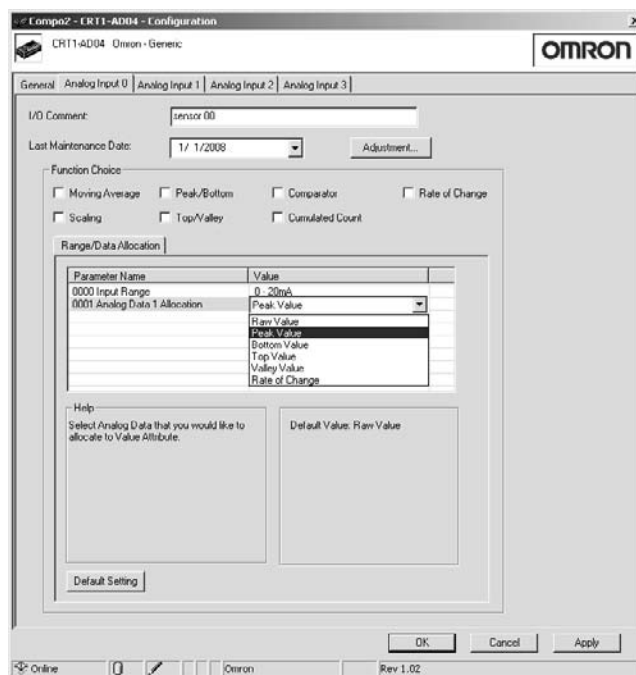 Compo2 - CRT1-AD04 - Configuration
CRT1-AD04 Omron - Generic
OMRON
General Analog Input 0 Analog Input 1 Analog Input 2 Analog Input 3
I/O Comment: sensor 00
Last Maintenance Date: 1/ 1/2008 Adjustment...
Function Choice
Moving Average Peak/Bottom Comparator Rate of Change
Scaling Top/Valley Cumulated Count
Range/Data Allocation
Parameter Name Value
0000 Input Range 0 - 20mA
0001 Analog Data 1 Allocation Peak Value
Raw Value
Peak Value
Bottom Value
Top Value
Valley Value
Rate of Change
Help
Select Analog Data that you would like to Default Value: Raw Value
allocate to Value Attribute.
Default Setting
OK Cancel Apply
Online Omron Rev 1.02